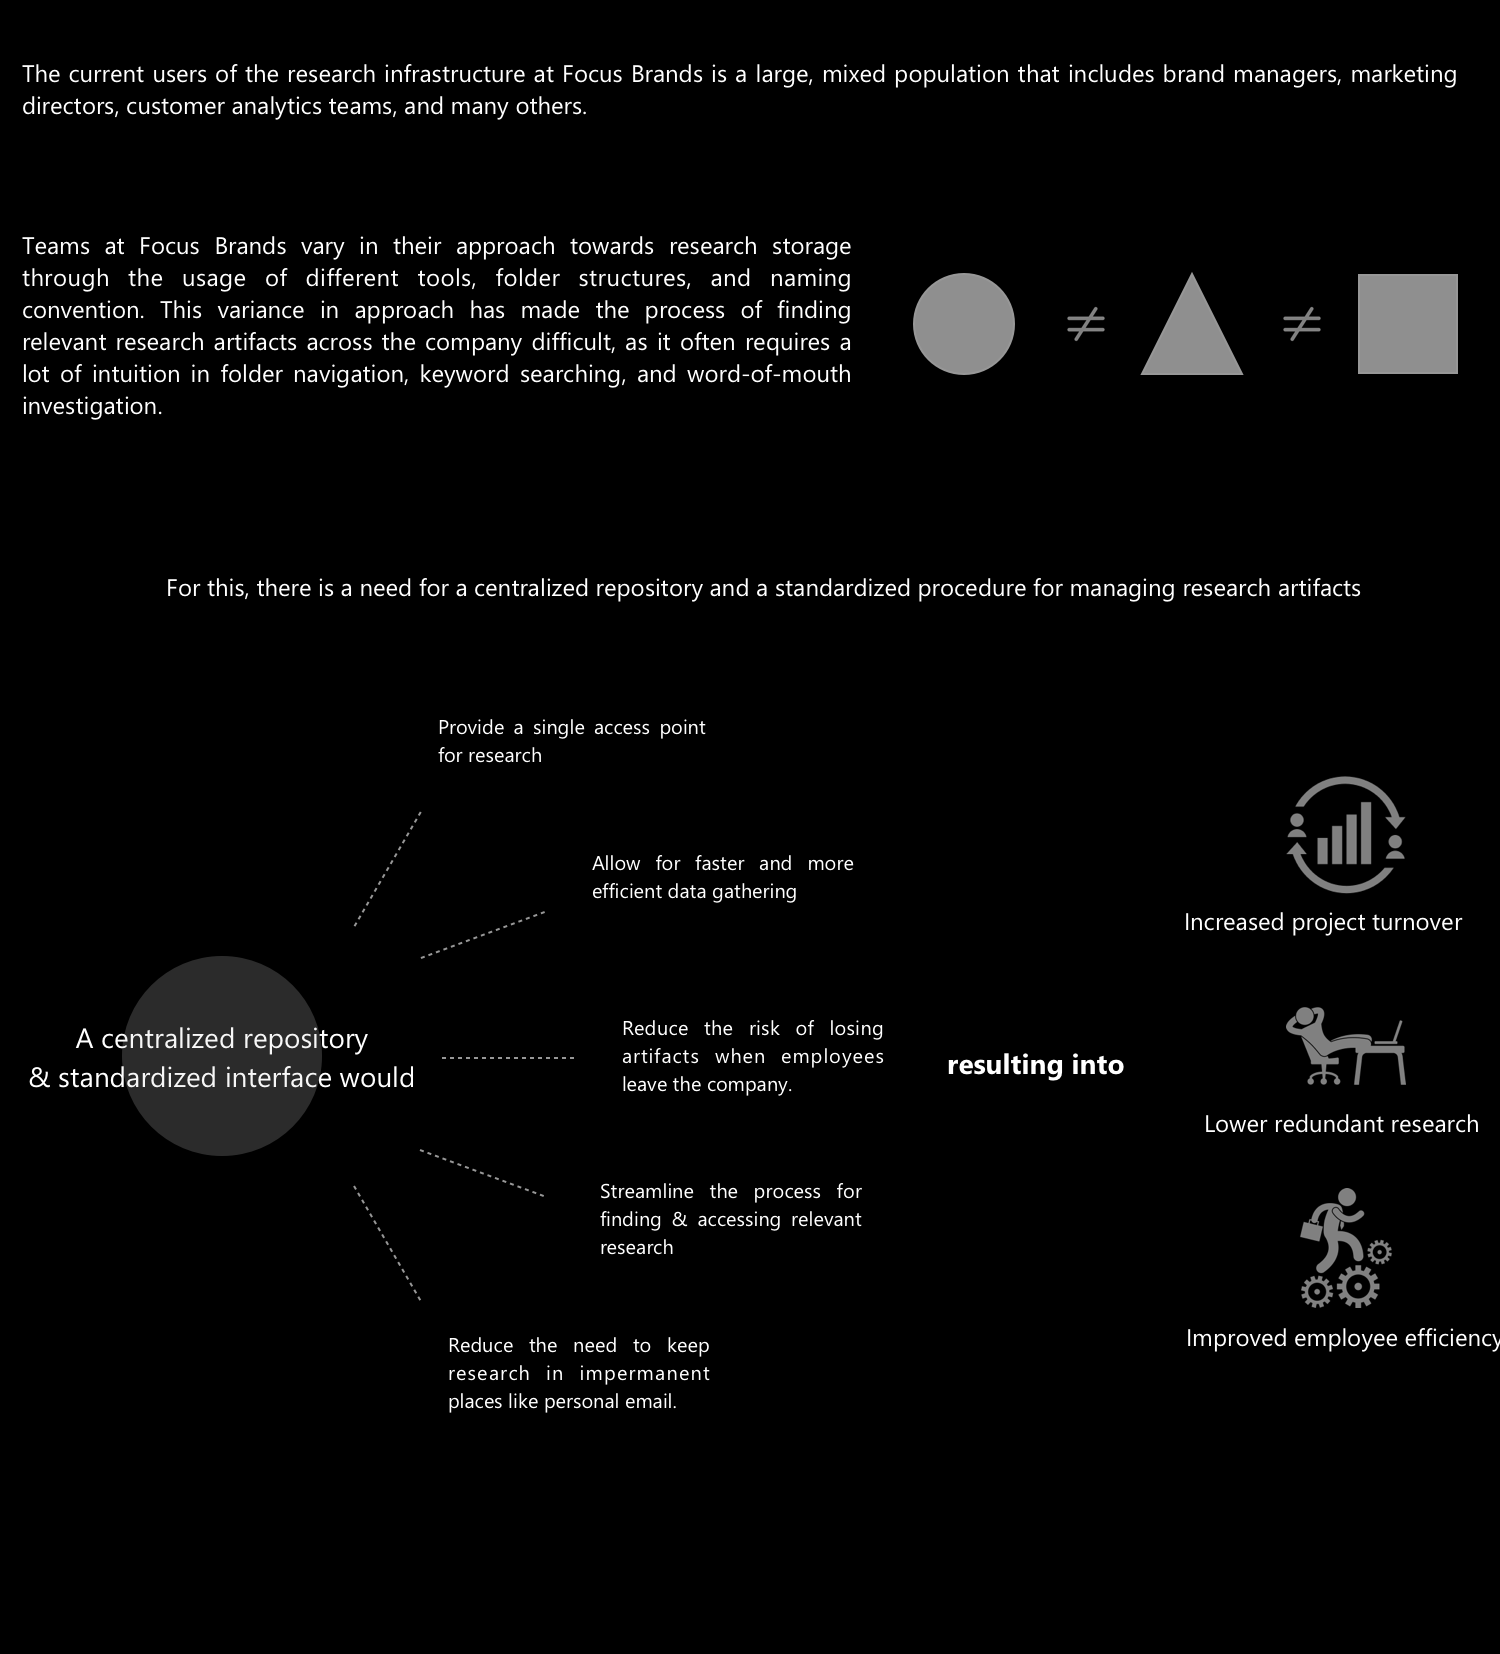 The current users of the research infrastructure at Focus Brands is a large, mixed population that includes brand managers, marketing
directors, customer analytics teams, and many others.
Teams at Focus Brands vary in their approach towards research storage
through the usage of different tools, folder structures, and naming
convention. This variance in approach has made the process of finding
relevant research artifacts across the company difficult, as it often requires a
lot of intuition in folder navigation, keyword searching, and word-of-mouth
investigation.
≠ ≠
For this, there is a need for a centralized repository and a standardized procedure for managing research artifacts
A centralized repository
& standardized interface would
Provide a single access point
for research
Allow for faster and more
efficient data gathering
Reduce the risk of losing
artifacts when employees
leave the company.
Streamline the process for
finding & accessing relevant
research
Reduce the need to keep
research in impermanent
places like personal email.
resulting into
Increased project turnover
Lower redundant research
Improved employee efficiency